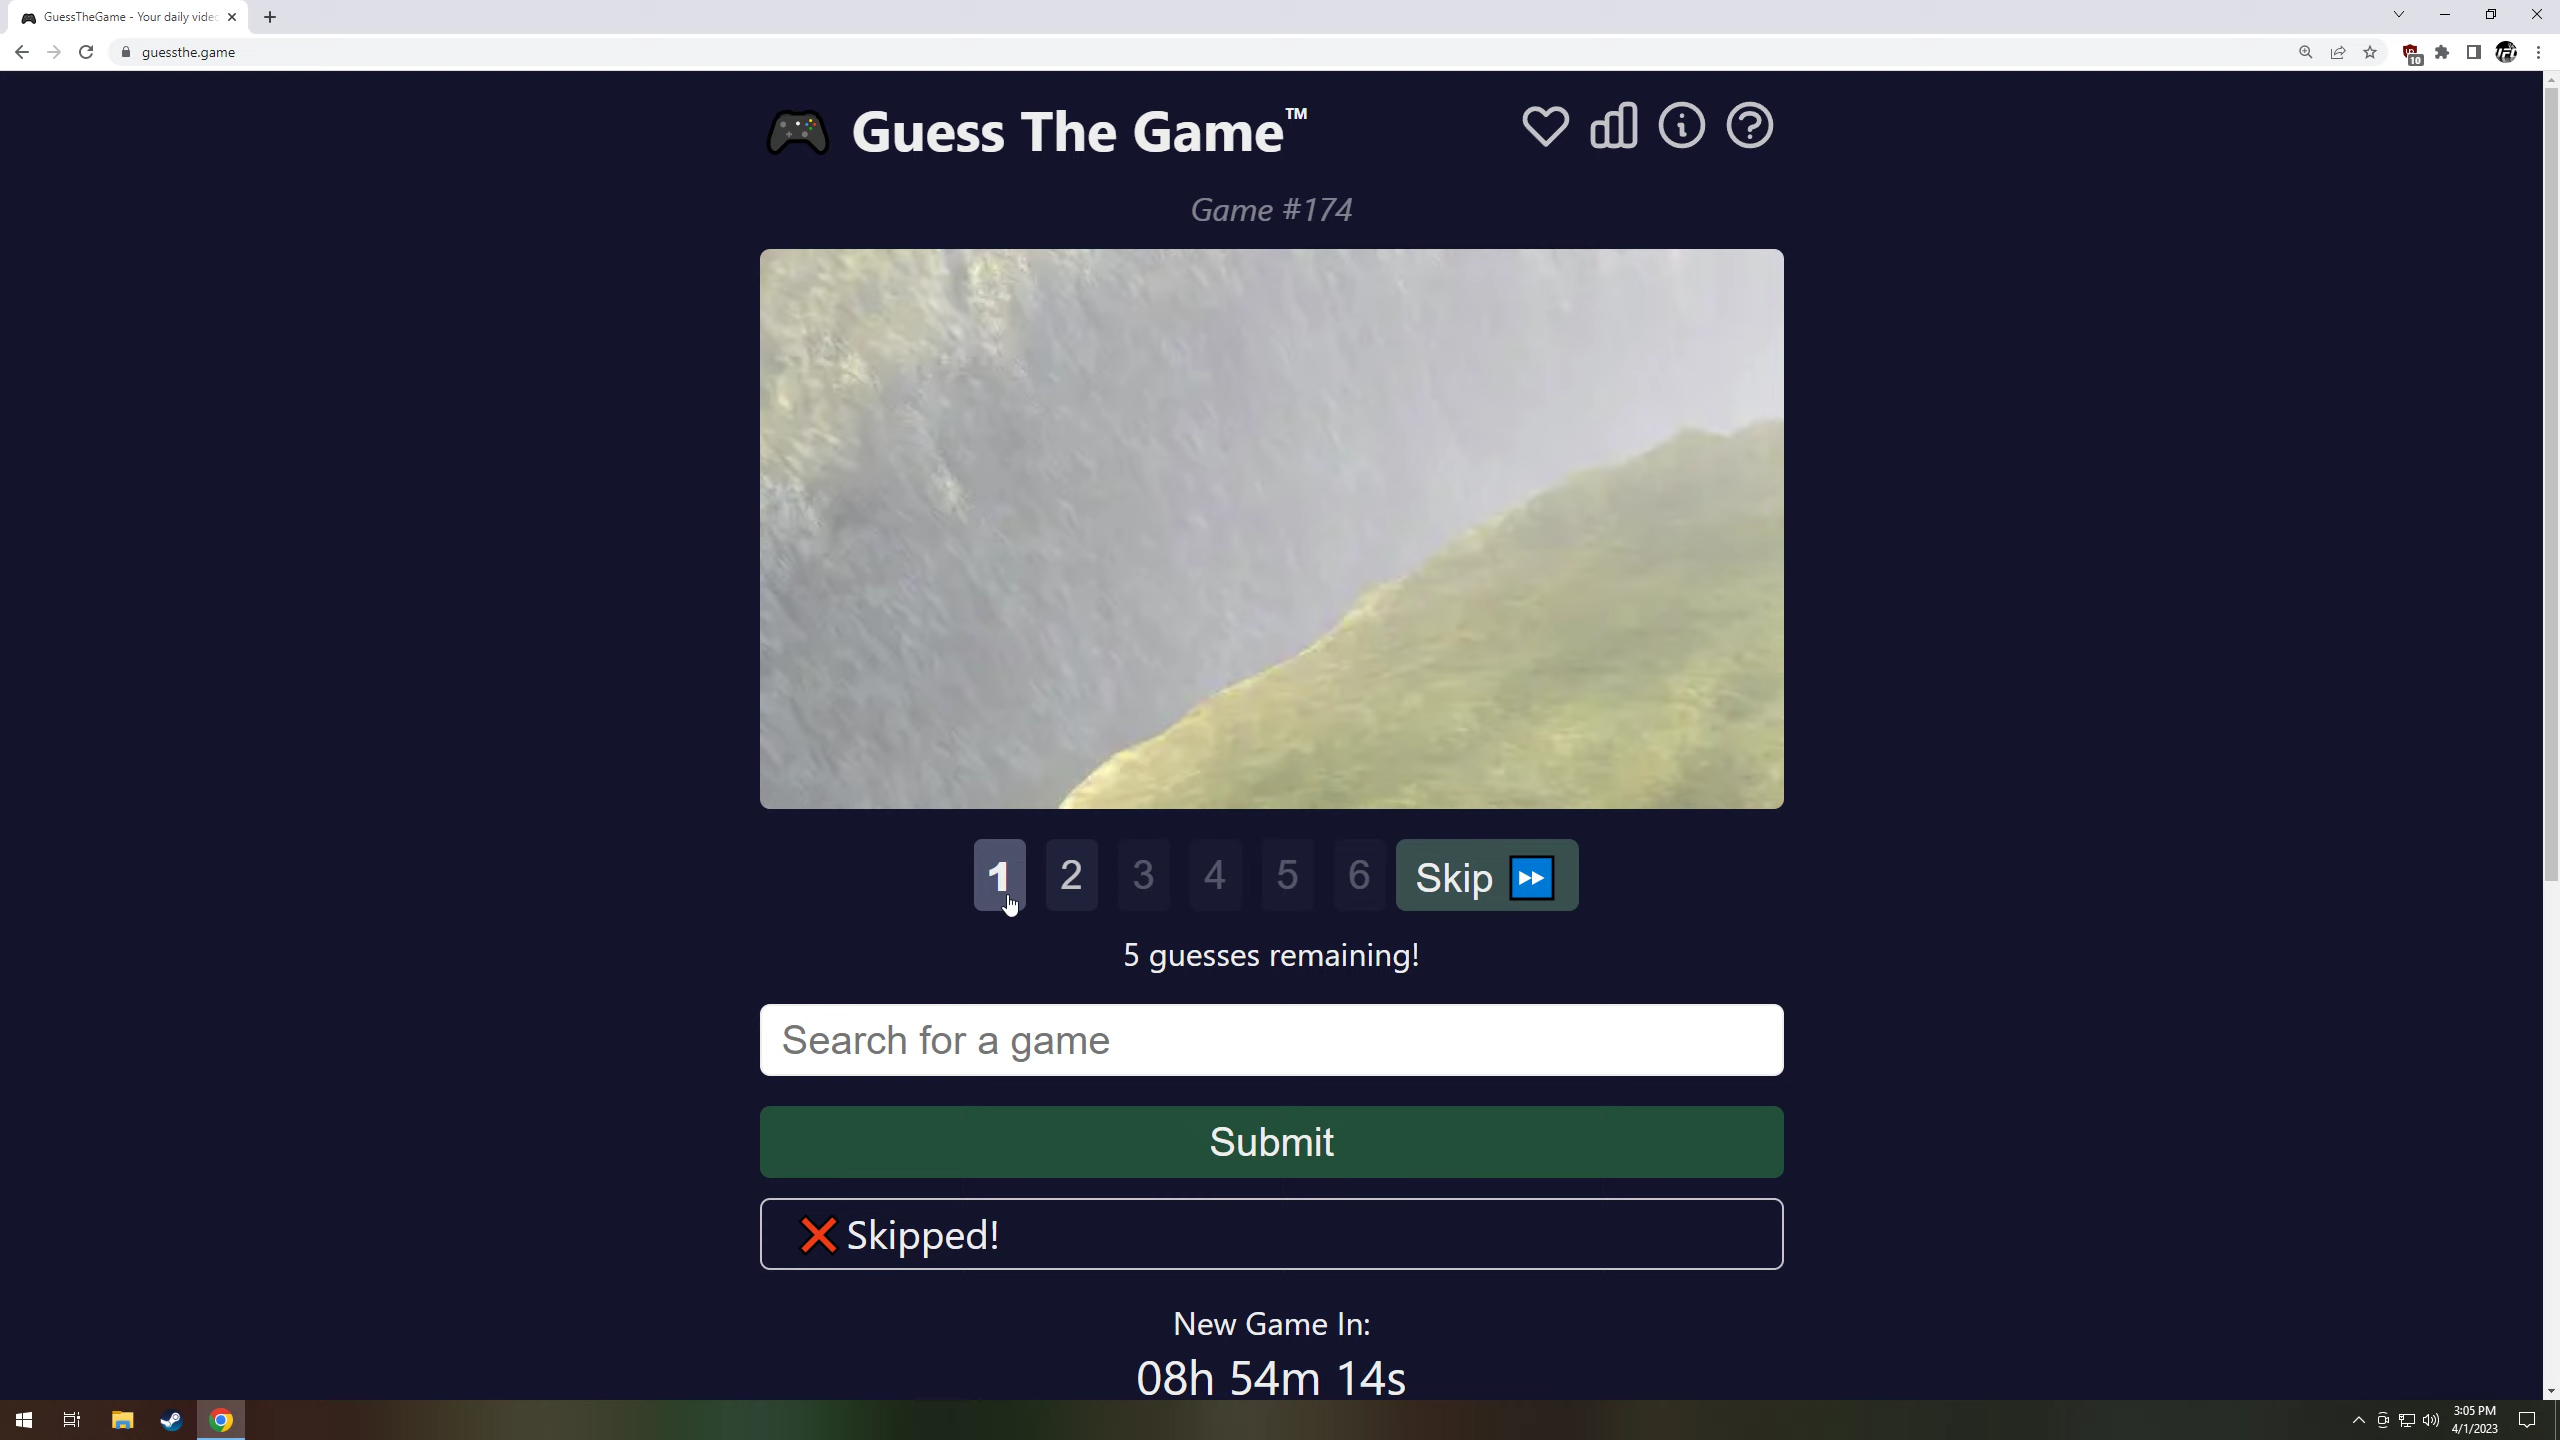 GuessTheGame - Your daily vide
guessthe.game
10
Guess The Game™
Game #174
1 2 3 4 5 6 Skip
5 guesses remaining!
Search for a game
Submit
Skipped!
New Game In:
08h 54m 14s
3:05 PM
4/1/2023